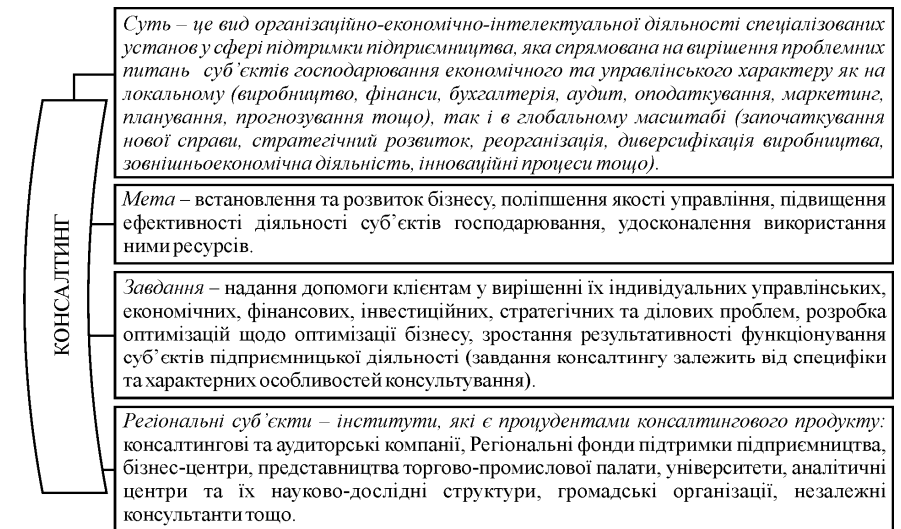 Суть – це вид організаційно-економічно-інтелектуальної діяльності спеціалізованих
установ у сфері підтримки підприємництва, яка спрямована на вирішення проблемних
питань суб’єктів господарювання економічного та управлінського характеру як на
локальному (виробництво, фінанси, бухгалтерія, аудит, оподаткування, маркетинг,
планування, прогнозування тощо), так і в глобальному масштабі (започаткування
нової справи, стратегічний розвиток, реорганізація, диверсифікація виробництва,
зовнішньоекономічна діяльність, інноваційні процеси тощо).
КОНСАЛТИНГ
Мета – встановлення та розвиток бізнесу, поліпшення якості управління, підвищення
ефективності діяльності суб’єктів господарювання, удосконалення використання
ними ресурсів.
Завдання – надання допомоги клієнтам у вирішенні їх індивідуальних управлінських,
економічних, фінансових, інвестиційних, стратегічних та ділових проблем, розробка
оптимізацій щодо оптимізації бізнесу, зростання результативності функціонування
суб’єктів підприємницької діяльності (завдання консалтингу залежить від специфіки
та характерних особливостей консультування).
Регіональні суб’єкти – інститути, які є процудентами консалтингового продукту:
консалтингові та аудиторські компанії, Регіональні фонди підтримки підприємництва,
бізнес-центри, представництва торгово-промислової палати, університети, аналітичні
центри та їх науково-дослідні структури, громадські організації, незалежні
консультанти тощо.